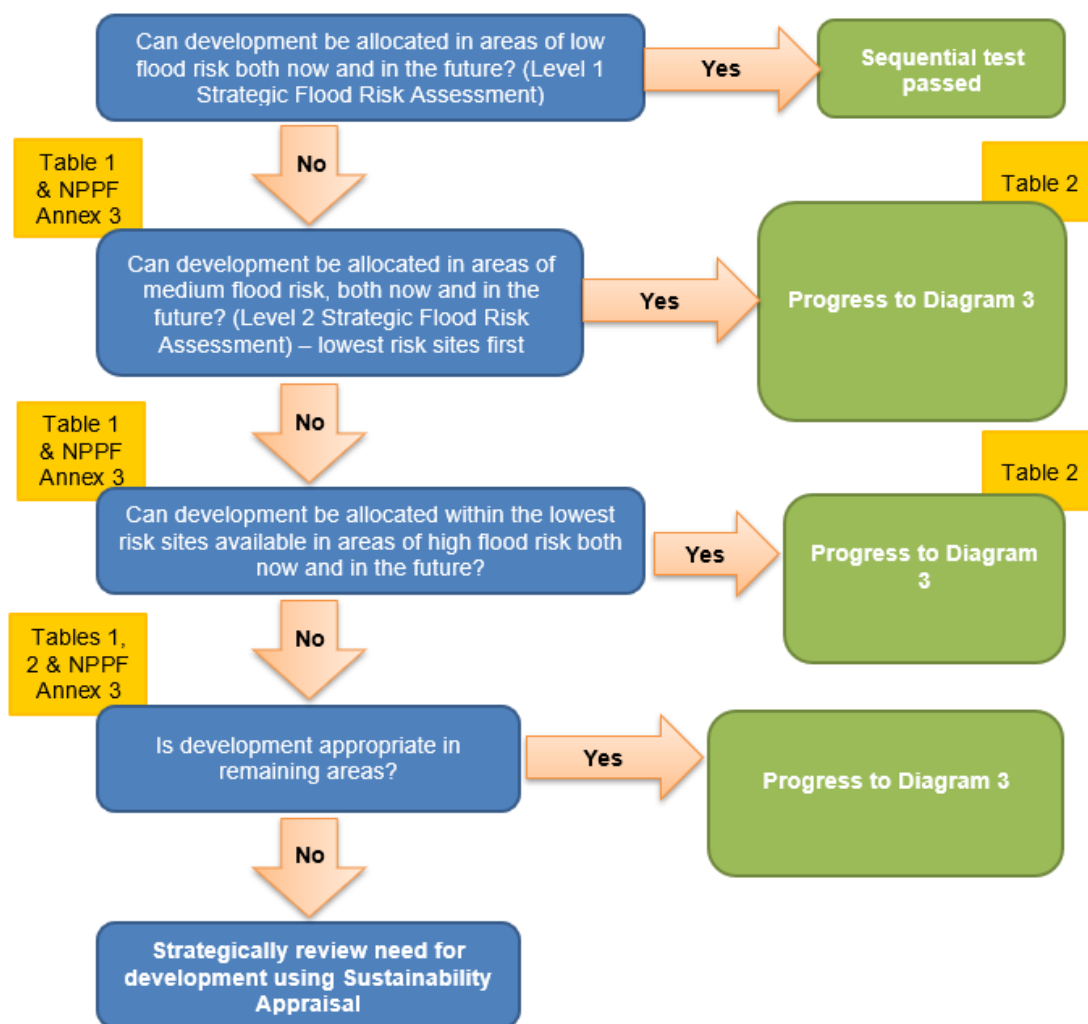 Can development be allocated in areas of low
flood risk both now and in the future? (Level 1
Strategic Flood Risk Assessment)
Yes
Sequential test
passed
No
Table 1
& NPPF
Annex 3
Table 2
Can development be allocated in areas of
medium flood risk, both now and in the
future? (Level 2 Strategic Flood Risk
Assessment) – lowest risk sites first
Yes
Progress to Diagram 3
No
Table 1
& NPPF
Annex 3
Table 2
Can development be allocated within the lowest
risk sites available in areas of high flood risk both
now and in the future?
Yes
Progress to Diagram
3
No
Tables 1,
2 & NPPF
Annex 3
Is development appropriate in
remaining areas?
Yes
Progress to Diagram 3
No
Strategically review need for
development using Sustainability
Appraisal